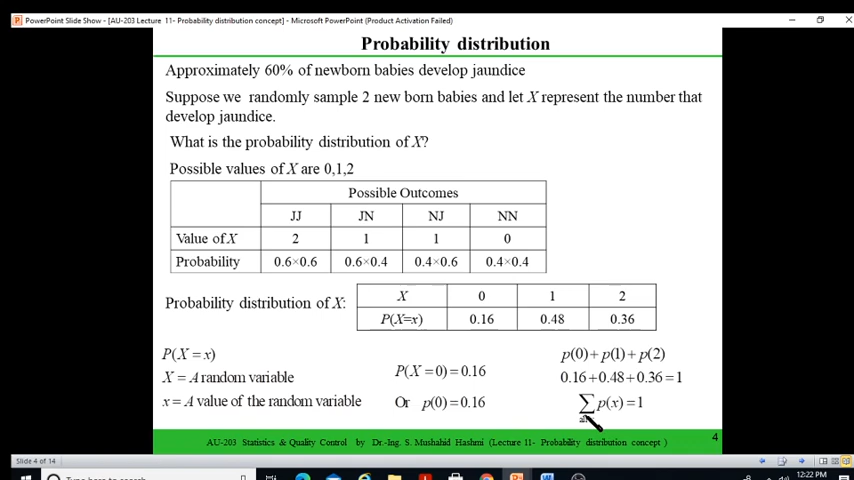 PowerPoint Slide Show - [AU-203 Lecture 11- Probability distribution concept] - Microsoft PowerPoint (Product Activation Failed)
Probability distribution
Approximately 60% of newborn babies develop jaundice
Suppose we randomly sample 2 new born babies and let X represent the number that
develop jaundice.
What is the probability distribution of X?
Possible values of X are 0,1,2
Possible Outcomes
JJ JN NJ NN
Value of X 2 1 1 0
Probability 0.6×0.6 0.6×0.4 0.4×0.6 0.4×0.4
Probability distribution of X:
X 0 1 2
P(X=x) 0.16 0.48 0.36
P(X = x)
X = A random variable
x = A value of the random variable
P(X = 0) = 0.16
Or p(0) = 0.16
p(0) + p(1) + p(2)
0.16 + 0.48 + 0.36 = 1
∑ p(x) = 1
AU-203 Statistics & Quality Control by Dr.-Ing. S. Mushahid Hashmi (Lecture 11- Probability distribution concept )
4
Slide 4 of 14
Type here to search
12:22 PM